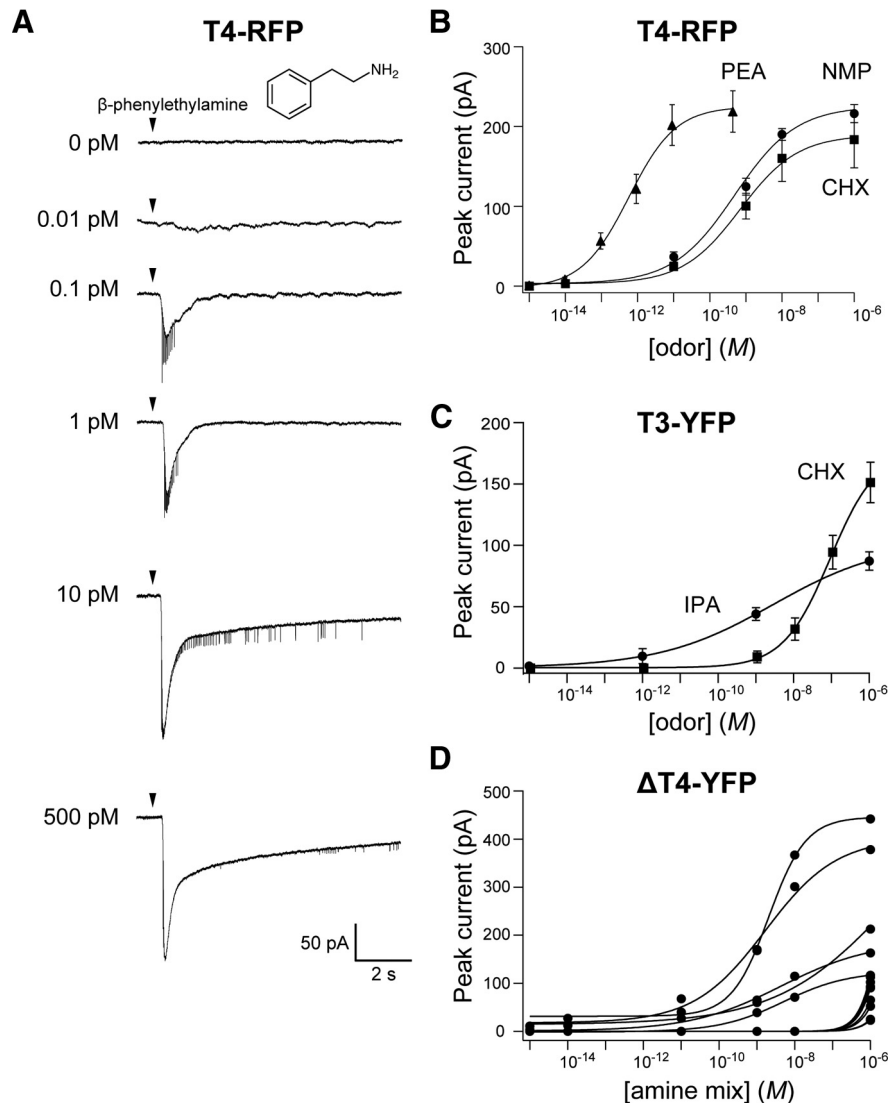 A
T4-RFP
β-phenylethylamine
NH2
0 pM
0.01 pM
0.1 pM
1 pM
10 pM
500 pM
50 pA
2 s
B
T4-RFP
Peak current (pA)
300
200
100
0
PEA
NMP
CHX
10-14
10-12
10-10
10-8
10-6
[odor] (M)
C
T3-YFP
Peak current (pA)
200
150
100
50
0
CHX
IPA
10-14
10-12
10-10
10-8
10-6
[odor] (M)
D
ΔT4-YFP
Peak current (pA)
500
400
300
200
100
0
10-14
10-12
10-10
10-8
10-6
[amine mix] (M)